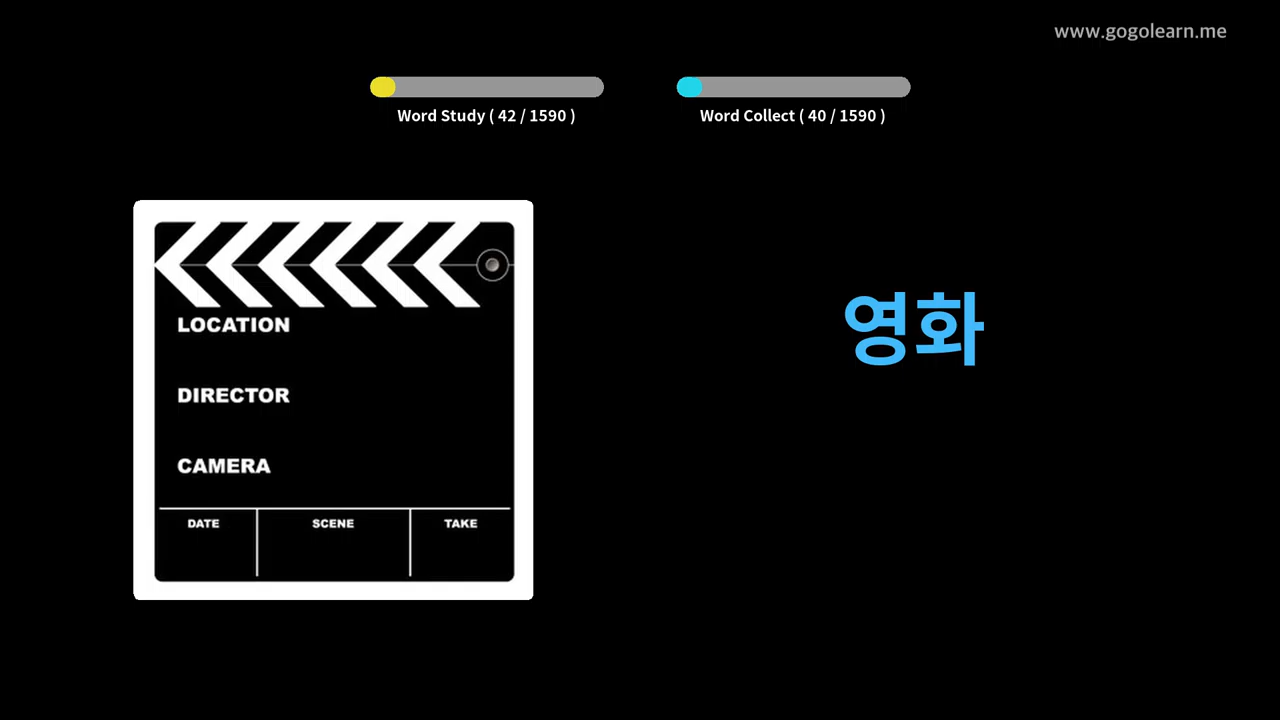 www.gogolearn.me
Word Study ( 42 / 1590 )
Word Collect ( 40 / 1590 )
LOCATION
DIRECTOR
CAMERA
DATE
SCENE
TAKE
영화